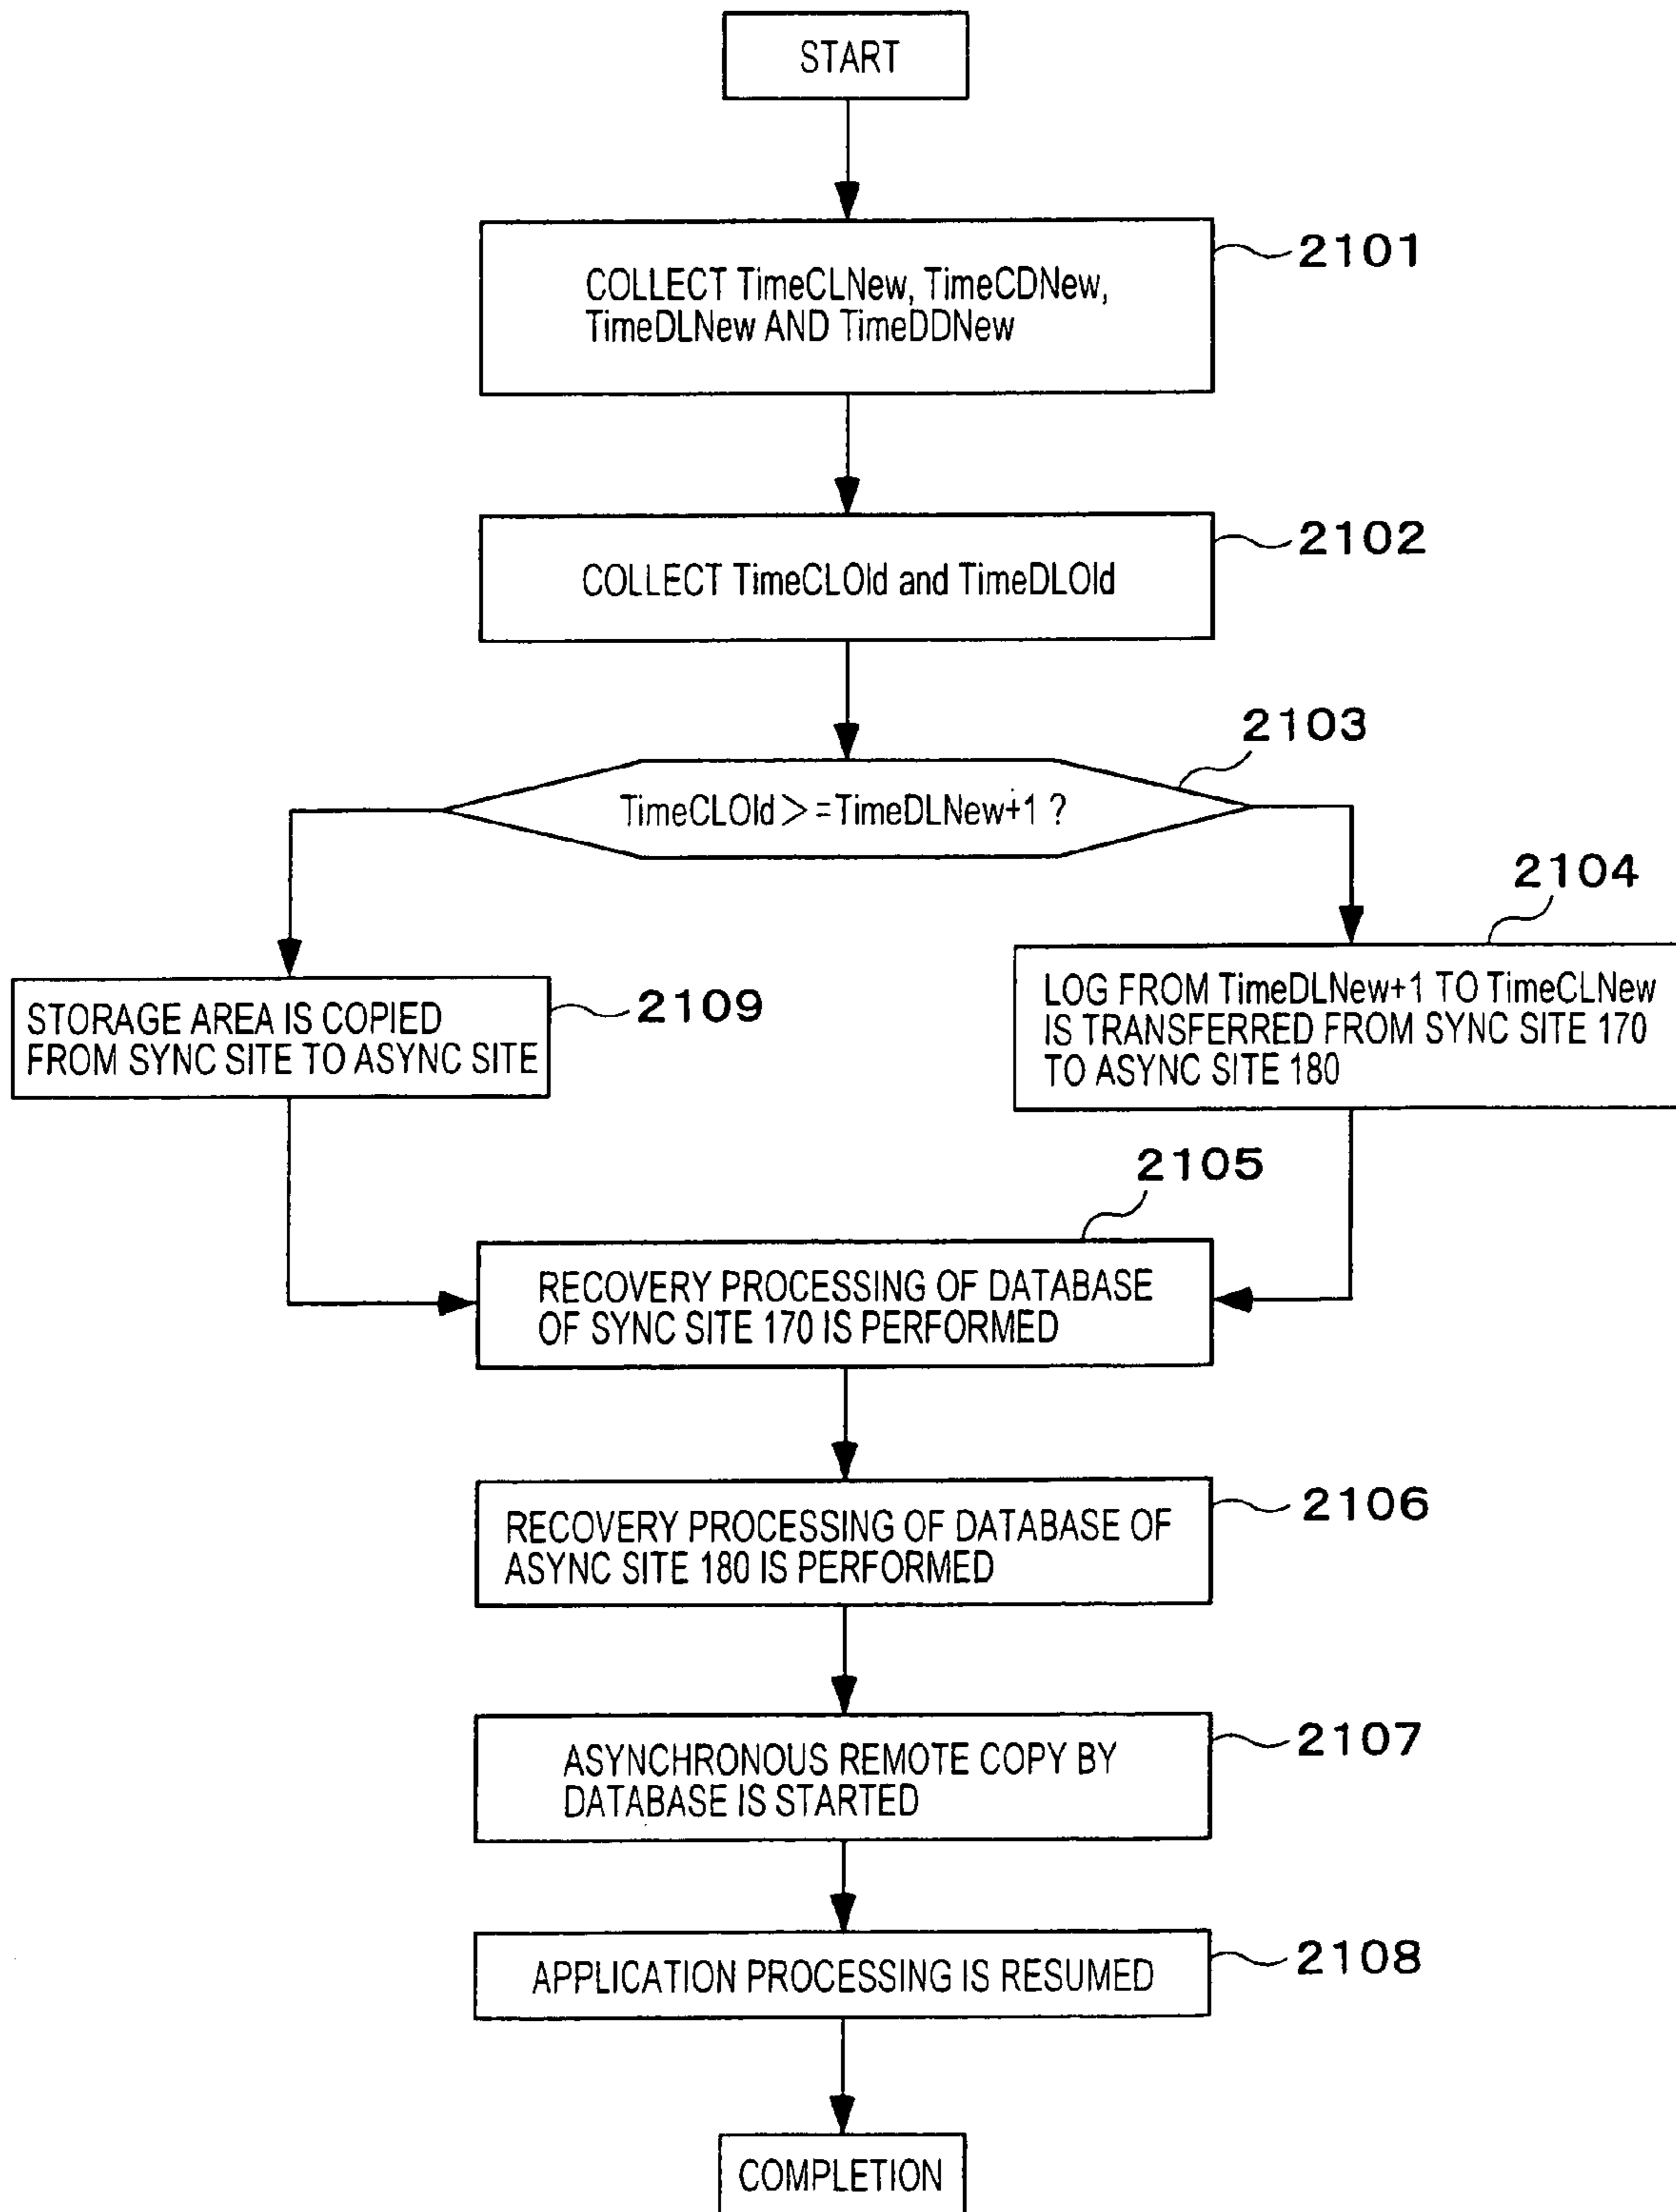 START
2101
COLLECT TimeCLNew, TimeCDNew,
TimeDLNew AND TimeDDNew
2102
COLLECT TimeCLOld and TimeDLOld
2103
TimeCLOld >=TimeDLNew+1 ?
2104
LOG FROM TimeDLNew+1 TO TimeCLNew
IS TRANSFERRED FROM SYNC SITE 170
TO ASYNC SITE 180
2109
STORAGE AREA IS COPIED
FROM SYNC SITE TO ASYNC SITE
2105
RECOVERY PROCESSING OF DATABASE
OF SYNC SITE 170 IS PERFORMED
2106
RECOVERY PROCESSING OF DATABASE OF
ASYNC SITE 180 IS PERFORMED
2107
ASYNCHRONOUS REMOTE COPY BY
DATABASE IS STARTED
2108
APPLICATION PROCESSING IS RESUMED
COMPLETION